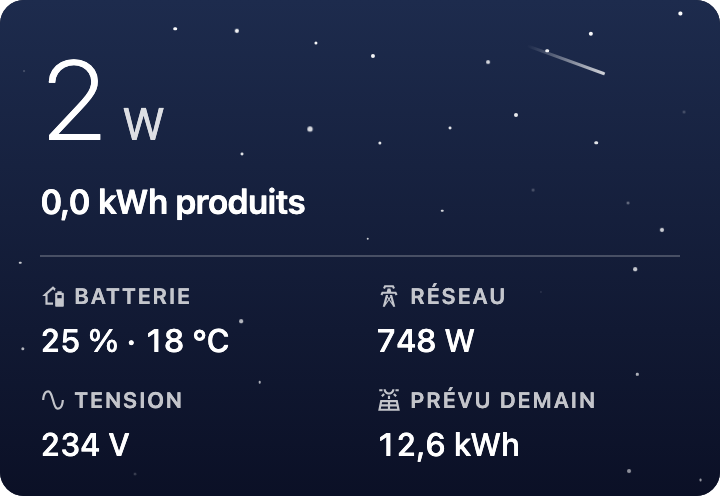 2 W
0,0 kWh produits
BATTERIE
25 % · 18 °C
RÉSEAU
748 W
TENSION
234 V
PRÉVU DEMAIN
12,6 kWh